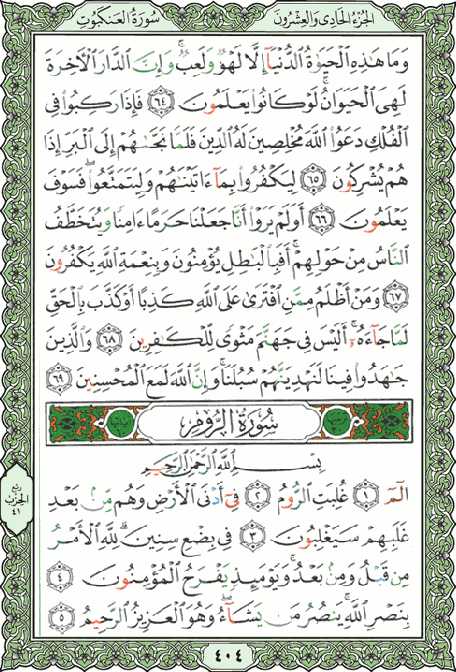 سُورَةُ العَنكَبُوتِ
الجُزْءُ الحَادِي وَالعِشْرُونَ
وَمَا هَٰذِهِ ٱلْحَيَوٰةُ ٱلدُّنْيَآ إِلَّا لَهْوٌ وَلَعِبٌ ۚ وَإِنَّ ٱلدَّارَ ٱلْأَخِرَةَ
لَهِىَ ٱلْحَيَوَانُ ۚ لَوْ كَانُوا۟ يَعْلَمُونَ ٦٤ فَإِذَا رَكِبُوا۟ فِى
ٱلْفُلْكِ دَعَوُا۟ ٱللَّهَ مُخْلِصِينَ لَهُ ٱلدِّينَ فَلَمَّا نَجَّىٰهُمْ إِلَى ٱلْبَرِّ إِذَا
هُمْ يُشْرِكُونَ ٦٥ لِيَكْفُرُوا۟ بِمَآ ءَاتَيْنَٰهُمْ وَلِيَتَمَتَّعُوا۟ ۖ فَسَوْفَ
يَعْلَمُونَ ٦٦ أَوَلَمْ يَرَوْا۟ أَنَّا جَعَلْنَا حَرَمًا ءَامِنًا وَيُتَخَطَّفُ
ٱلنَّاسُ مِنْ حَوْلِهِمْ ۚ أَفَبِٱلْبَٰطِلِ يُؤْمِنُونَ وَبِنِعْمَةِ ٱللَّهِ يَكْفُرُونَ
٦٧ وَمَنْ أَظْلَمُ مِمَّنِ ٱفْتَرَىٰ عَلَى ٱللَّهِ كَذِبًا أَوْ كَذَّبَ بِٱلْحَقِّ
لَمَّا جَآءَهُۥٓ ۚ أَلَيْسَ فِى جَهَنَّمَ مَثْوًى لِّلْكَٰفِرِينَ ٦٨ وَٱلَّذِينَ
جَٰهَدُوا۟ فِينَا لَنَهْدِيَنَّهُمْ سُبُلَنَا ۚ وَإِنَّ ٱللَّهَ لَمَعَ ٱلْمُحْسِنِينَ ٦٩
سُورَةُ الرُّومِ
بِسْمِ ٱللَّهِ ٱلرَّحْمَٰنِ ٱلرَّحِيمِ
الٓمٓ ١ غُلِبَتِ ٱلرُّومُ ٢ فِىٓ أَدْنَى ٱلْأَرْضِ وَهُم مِّنۢ بَعْدِ
غَلَبِهِمْ سَيَغْلِبُونَ ٣ فِى بِضْعِ سِنِينَ ۗ لِلَّهِ ٱلْأَمْرُ
مِن قَبْلُ وَمِنۢ بَعْدُ ۚ وَيَوْمَئِذٍ يَفْرَحُ ٱلْمُؤْمِنُونَ ٤
بِنَصْرِ ٱللَّهِ ۚ يَنصُرُ مَن يَشَآءُ ۖ وَهُوَ ٱلْعَزِيزُ ٱلرَّحِيمُ ٥
ربع
الحزب
٤١
٤٠٤